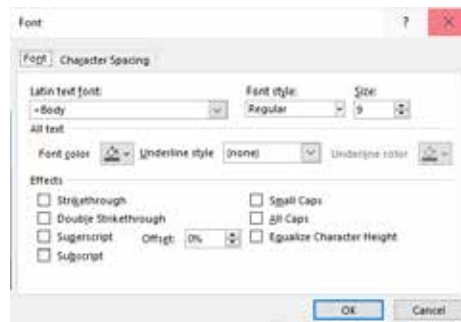 Font ?
Font Character Spacing
Latin text font: Font style: Size:
+Body Regular 9
All text
Font color Underline style (none) Underline color
Effects
Strikethrough Small Caps
Double Strikethrough All Caps
Superscript Offset: 0% Equalize Character Height
Subscript
OK Cancel